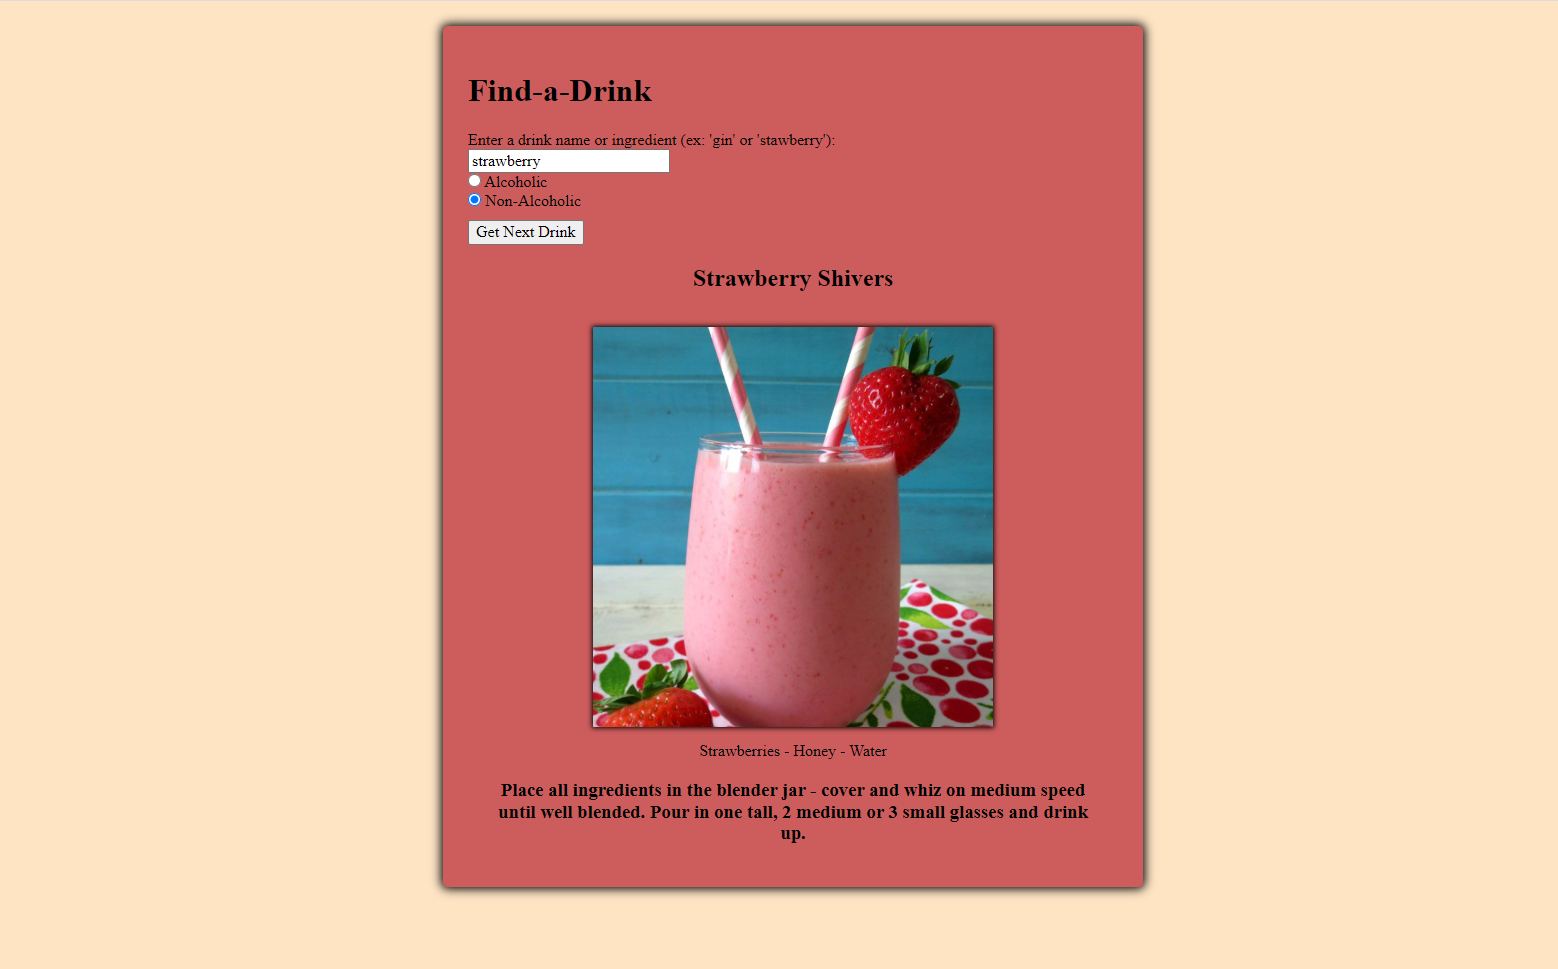 Find-a-Drink
Enter a drink name or ingredient (ex: 'gin' or 'stawberry'):
strawberry
Alcoholic
Non-Alcoholic
Get Next Drink
Strawberry Shivers
Strawberries - Honey - Water
Place all ingredients in the blender jar - cover and whiz on medium speed
until well blended. Pour in one tall, 2 medium or 3 small glasses and drink
up.